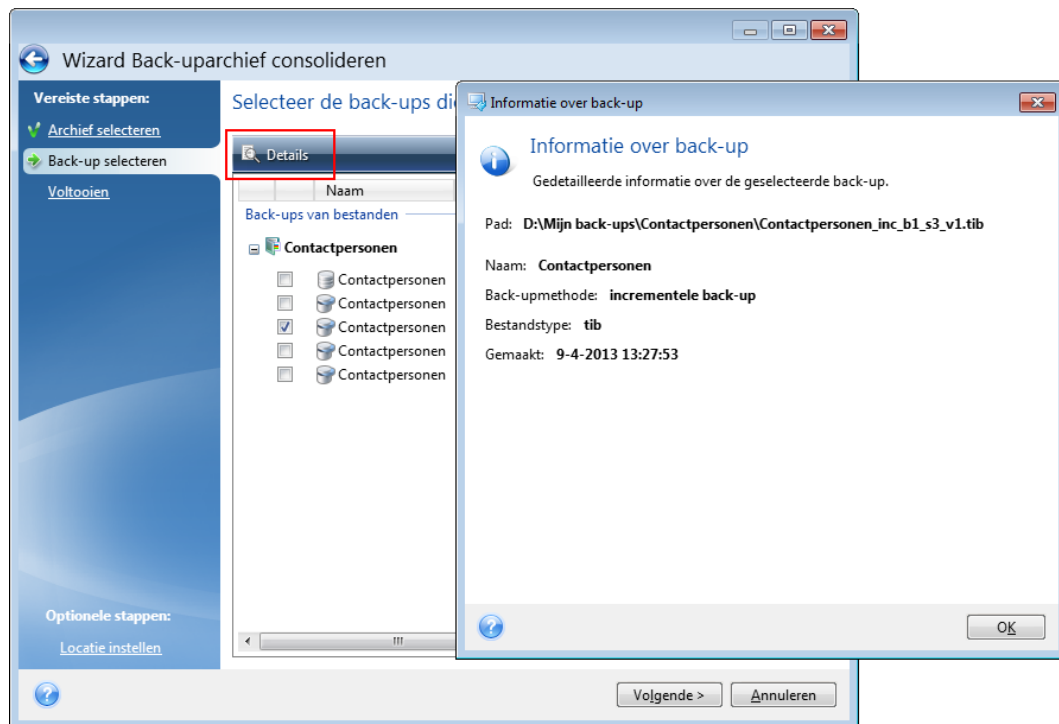 Wizard Back-uparchief consolideren
Vereiste stappen:
Archief selecteren
Back-up selecteren
Voltooien
Optionele stappen:
Locatie instellen
Selecteer de back-ups di
Details
Naam
Back-ups van bestanden
Contactpersonen
Contactpersonen
Contactpersonen
Contactpersonen
Contactpersonen
Contactpersonen
Volgende >
Annuleren
Informatie over back-up
Informatie over back-up
Gedetailleerde informatie over de geselecteerde back-up.
Pad: D:\Mijn back-ups\Contactpersonen\Contactpersonen_inc_b1_s3_v1.tib
Naam: Contactpersonen
Back-upmethode: incrementele back-up
Bestandstype: tib
Gemaakt: 9-4-2013 13:27:53
OK